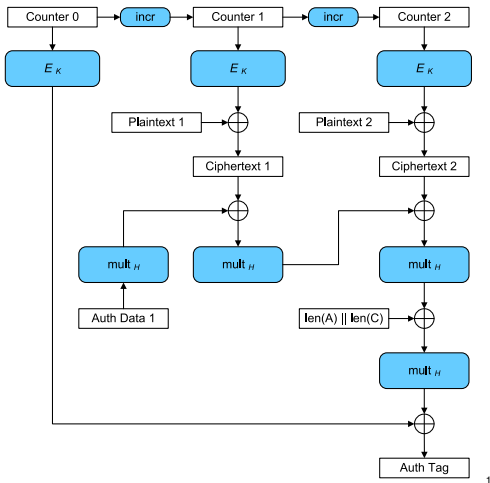 Counter 0 incr Counter 1 incr Counter 2
E K E K E K
Plaintext 1 Plaintext 2
Ciphertext 1 Ciphertext 2
mult H mult H mult H
Auth Data 1 len(A) || len(C)
mult H
Auth Tag
1